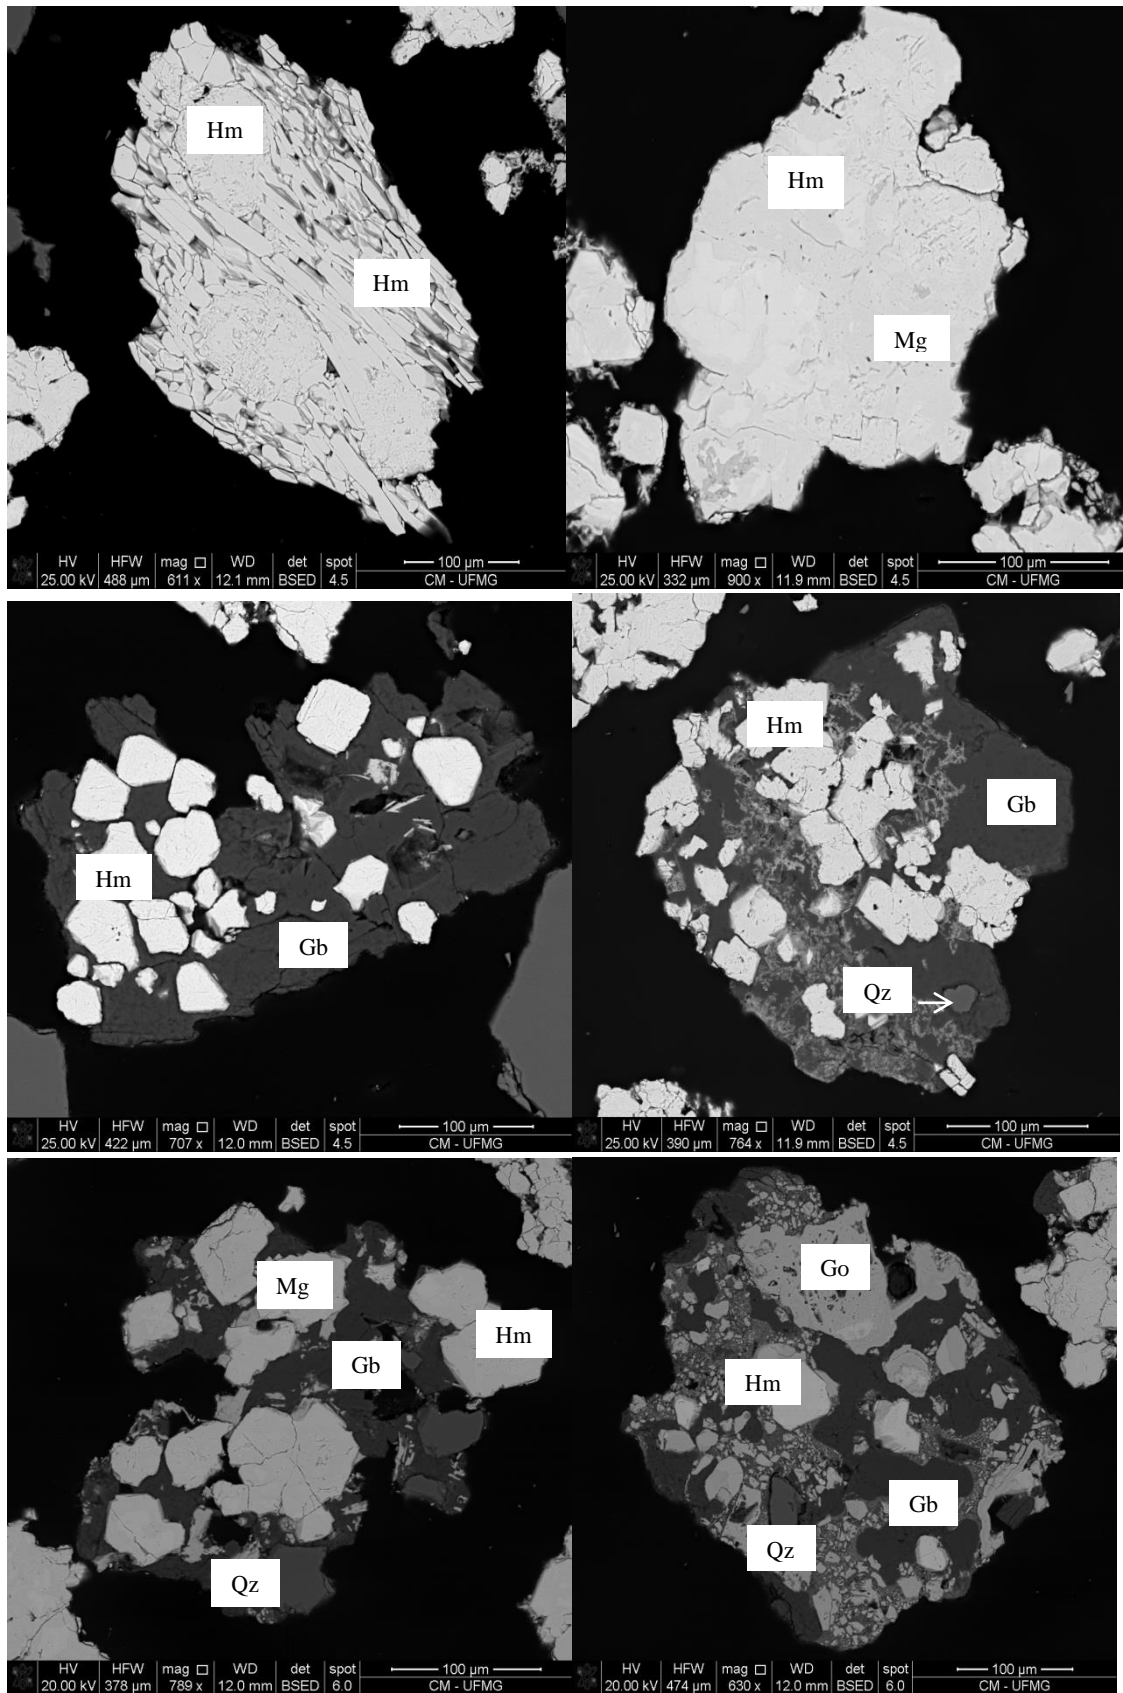 Hm
Hm
HV HFW mag WD det spot 100 µm
25.00 kV 488 µm 611 x 12.1 mm BSED 4.5 CM - UFMG
Hm
Mg
HV HFW mag WD det spot 100 µm
25.00 kV 332 µm 900 x 11.9 mm BSED 4.5 CM - UFMG
Hm
Gb
HV HFW mag WD det spot 100 µm
25.00 kV 422 µm 707 x 12.0 mm BSED 4.5 CM - UFMG
Hm
Gb
Qz
HV HFW mag WD det spot 100 µm
25.00 kV 390 µm 764 x 11.9 mm BSED 4.5 CM - UFMG
Mg
Hm
Gb
Qz
HV HFW mag WD det spot 100 µm
20.00 kV 378 µm 789 x 12.0 mm BSED 6.0 CM - UFMG
Go
Hm
Gb
Qz
HV HFW mag WD det spot 100 µm
20.00 kV 474 µm 630 x 12.0 mm BSED 6.0 CM - UFMG